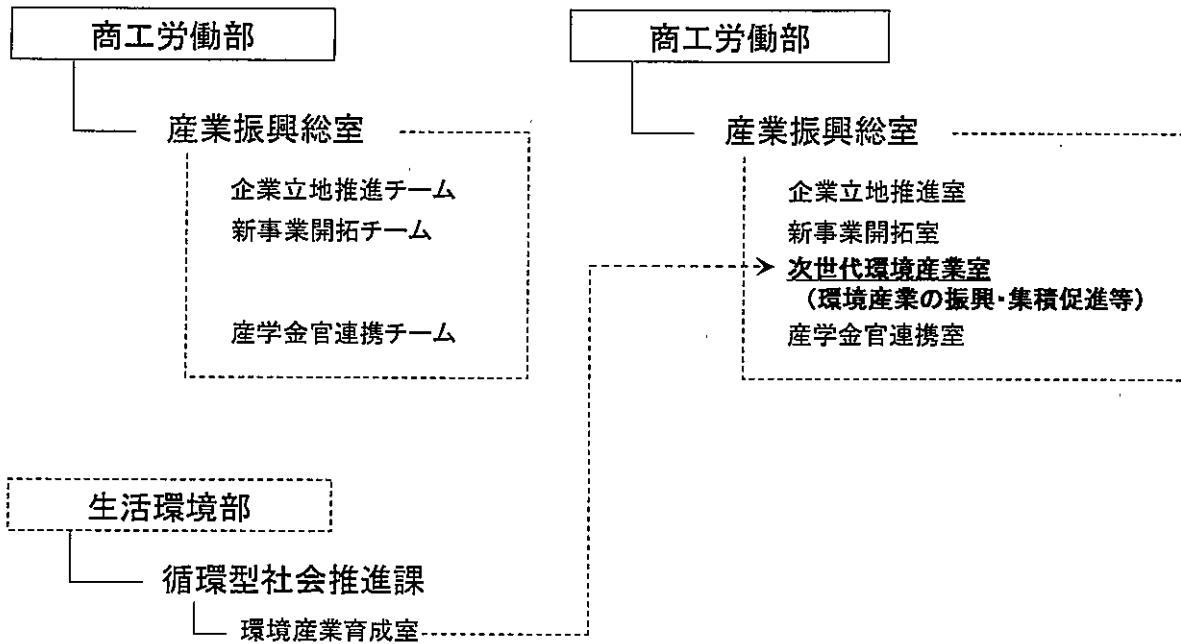 商工労働部
産業振興総室
企業立地推進チーム
新事業開拓チーム
産学金官連携チーム
生活環境部
循環型社会推進課
環境産業育成室
商工労働部
産業振興総室
企業立地推進室
新事業開拓室
次世代環境産業室
（環境産業の振興・集積促進等）
産学金官連携室